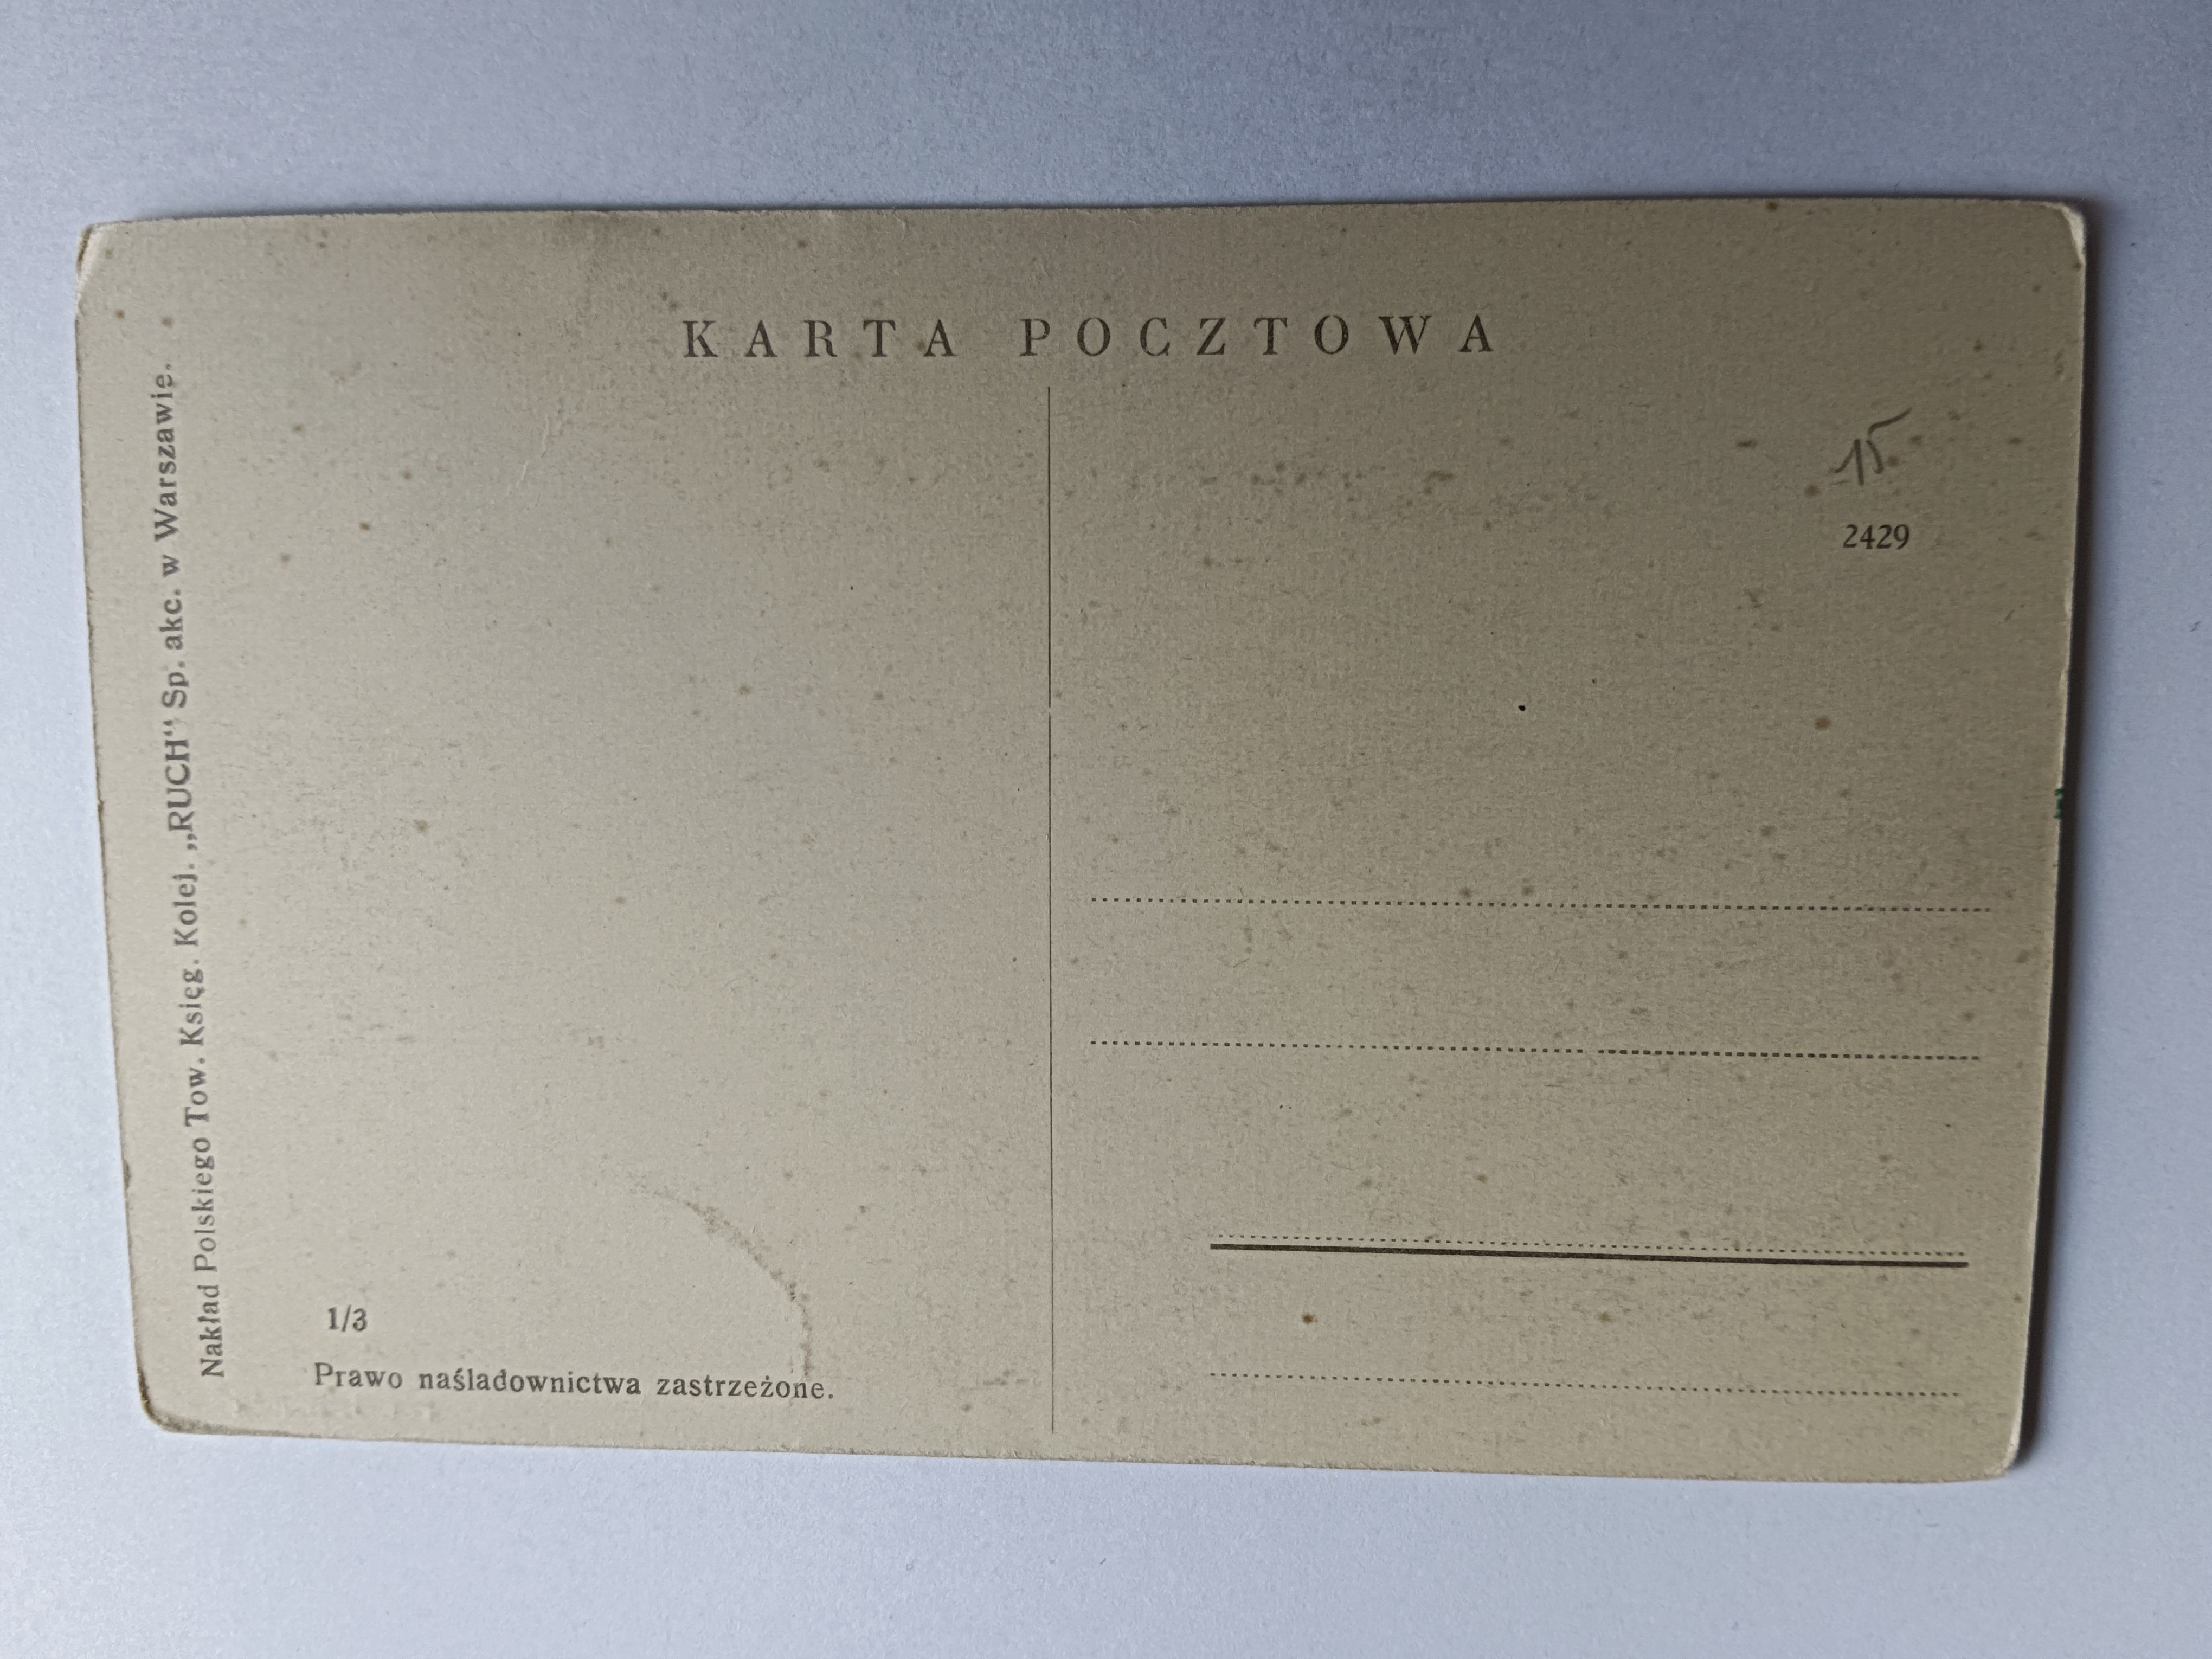 KARTA POCZTOWA
15
2429
Nakład Polskiego Tow. Księg. Kolej. „RUCH“ Sp. akc. w Warszawie.
1/3
Prawo naśladownictwa zastrzeżone.